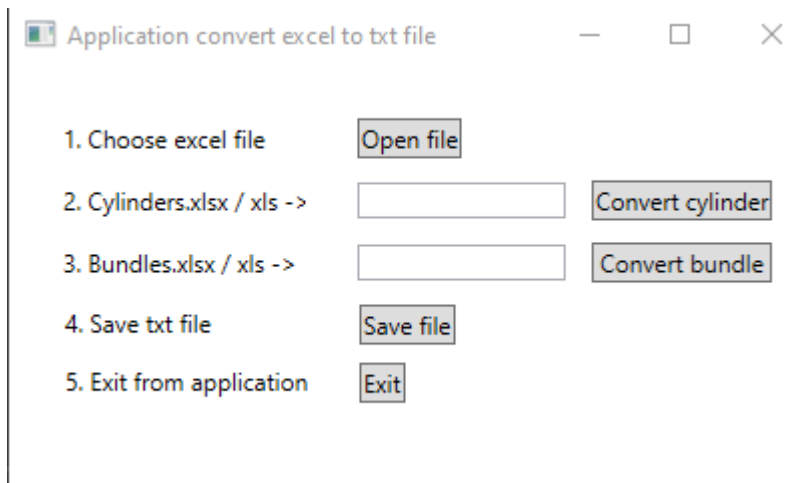 Application convert excel to txt file
1. Choose excel file Open file
2. Cylinders.xlsx / xls -> Convert cylinder
3. Bundles.xlsx / xls -> Convert bundle
4. Save txt file Save file
5. Exit from application Exit